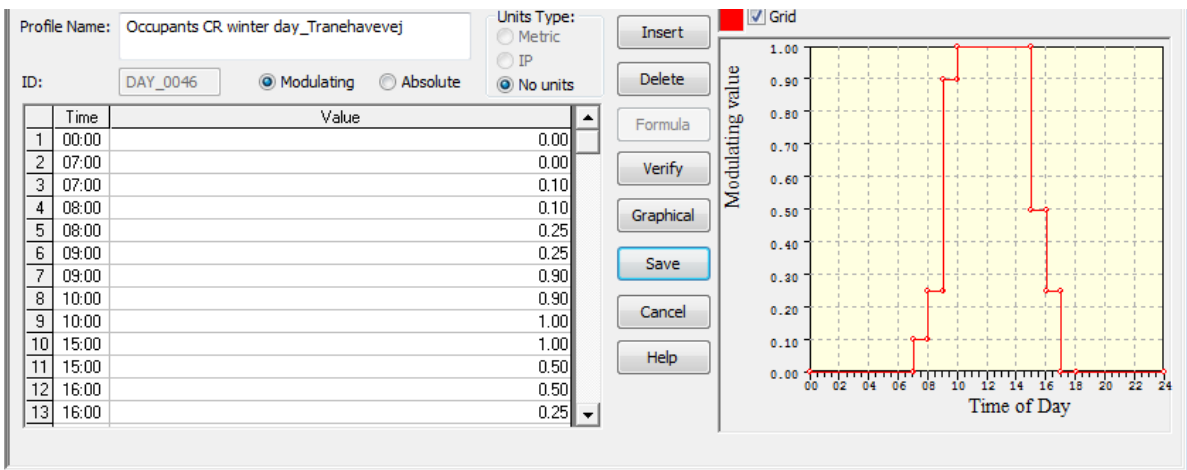 Profile Name: Occupants CR winter day_Tranehavevej
Units Type:
Metric
IP
No units
ID: DAY_0046 Modulating Absolute
Time Value
1 00:00 0.00
2 07:00 0.00
3 07:00 0.10
4 08:00 0.10
5 08:00 0.25
6 09:00 0.25
7 09:00 0.90
8 10:00 0.90
9 10:00 1.00
10 15:00 1.00
11 15:00 0.50
12 16:00 0.50
13 16:00 0.25
Insert
Delete
Formula
Verify
Graphical
Save
Cancel
Help
Grid
Modulating value
1.00
0.90
0.80
0.70
0.60
0.50
0.40
0.30
0.20
0.10
0.00
00 02 04 06 08 10 12 14 16 18 20 22 24
Time of Day